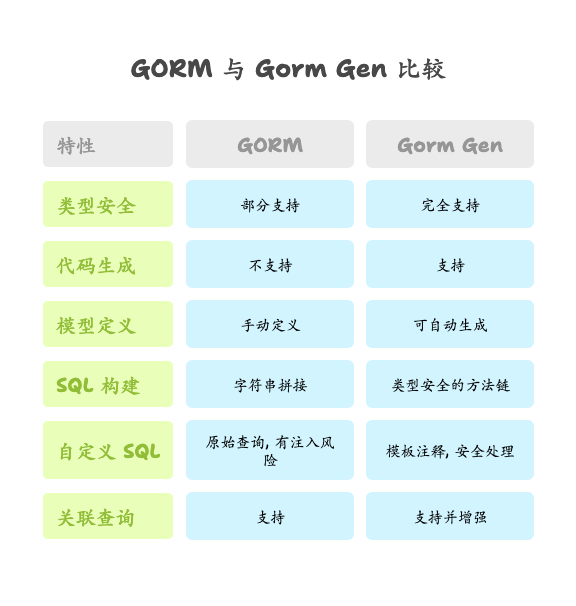 GORM 与 Gorm Gen 比较
特性 GORM Gorm Gen
类型安全 部分支持 完全支持
代码生成 不支持 支持
模型定义 手动定义 可自动生成
SQL 构建 字符串拼接 类型安全的方法链
自定义 SQL 原始查询, 有注入风
险 模板注释, 安全处理
关联查询 支持 支持并增强